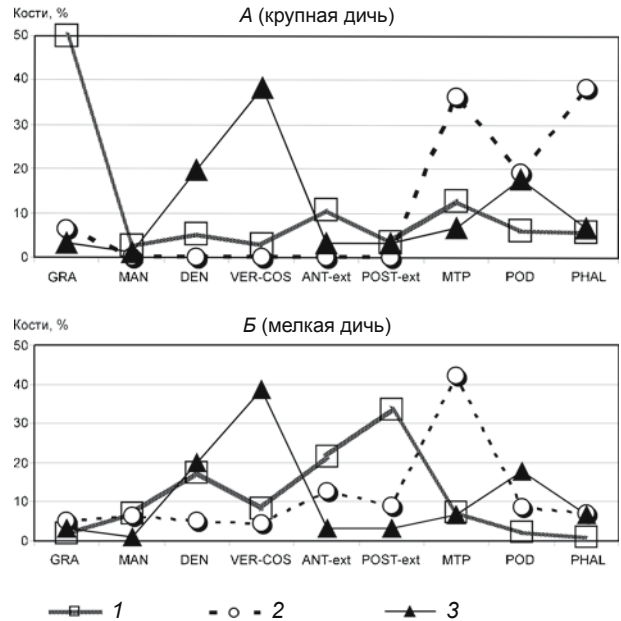 Кости, %
А (крупная дичь)
50
40
30
20
10
0
GRA MAN DEN VER-COS ANT-ext POST-ext MTP POD PHAL
Кости, %
Б (мелкая дичь)
50
40
30
20
10
0
GRA MAN DEN VER-COS ANT-ext POST-ext MTP POD PHAL
1 2 3